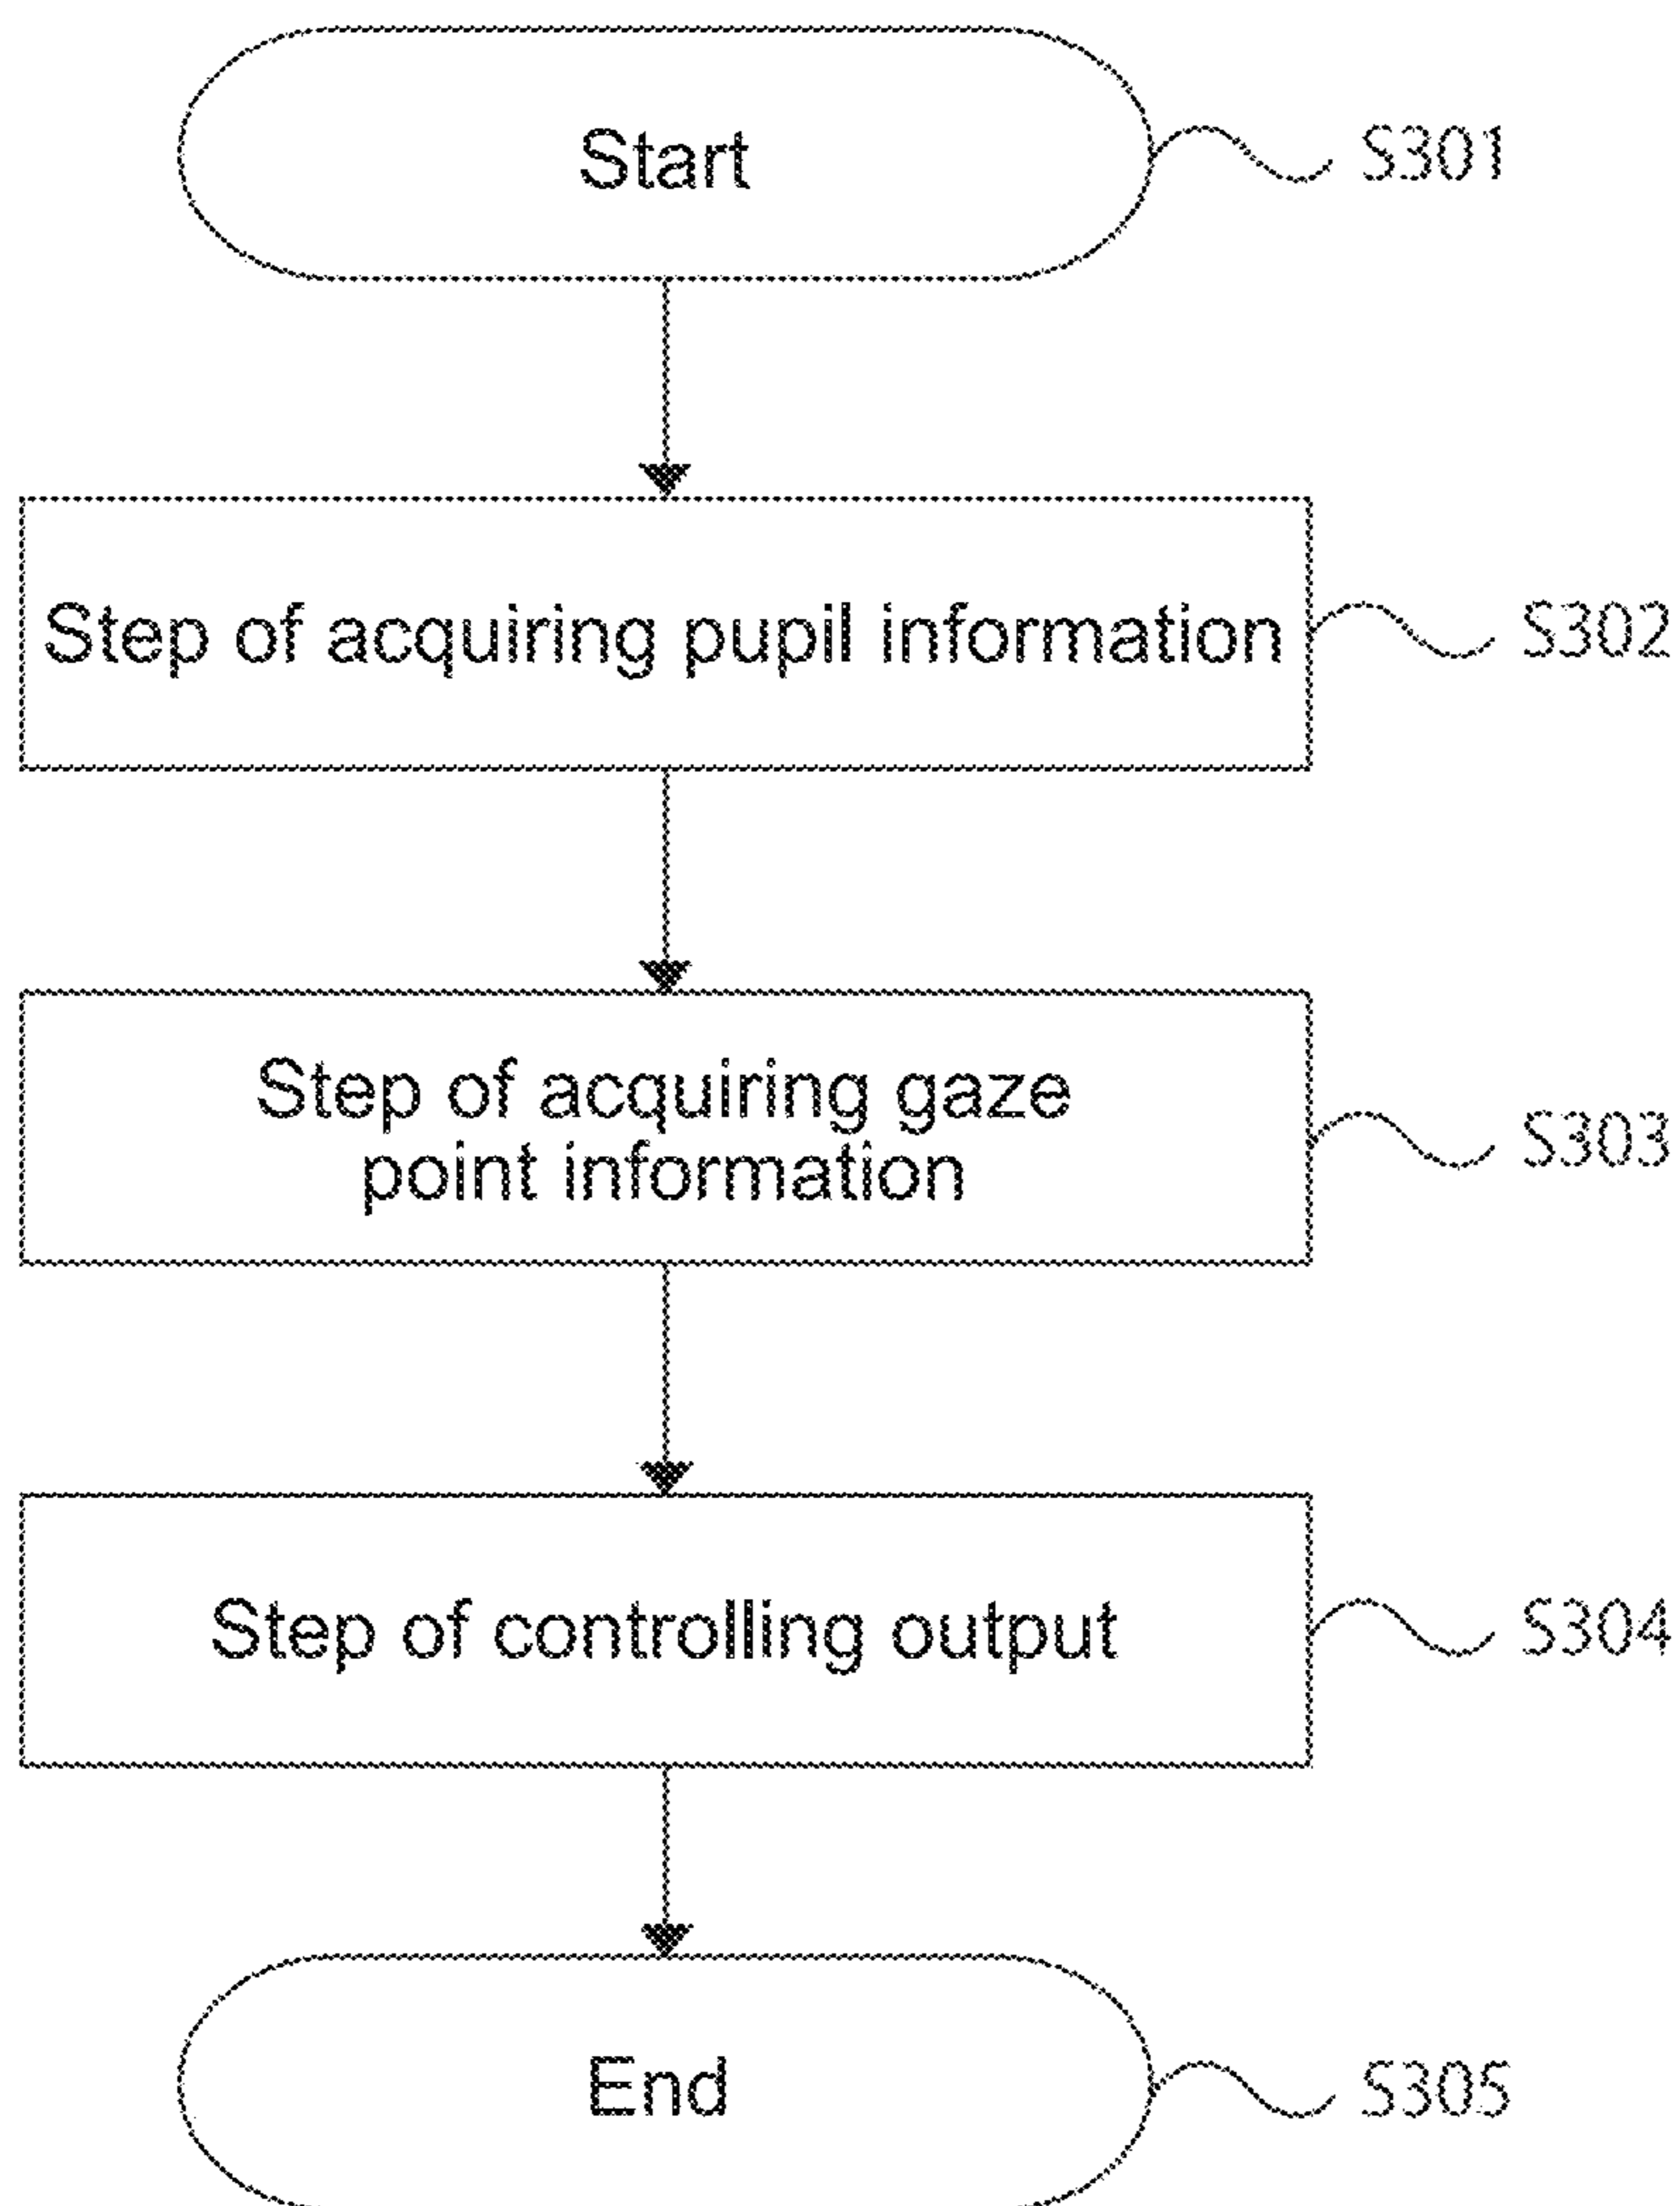 Start
S301
Step of acquiring pupil information
S302
Step of acquiring gaze
point information
S303
Step of controlling output
S304
End
S305